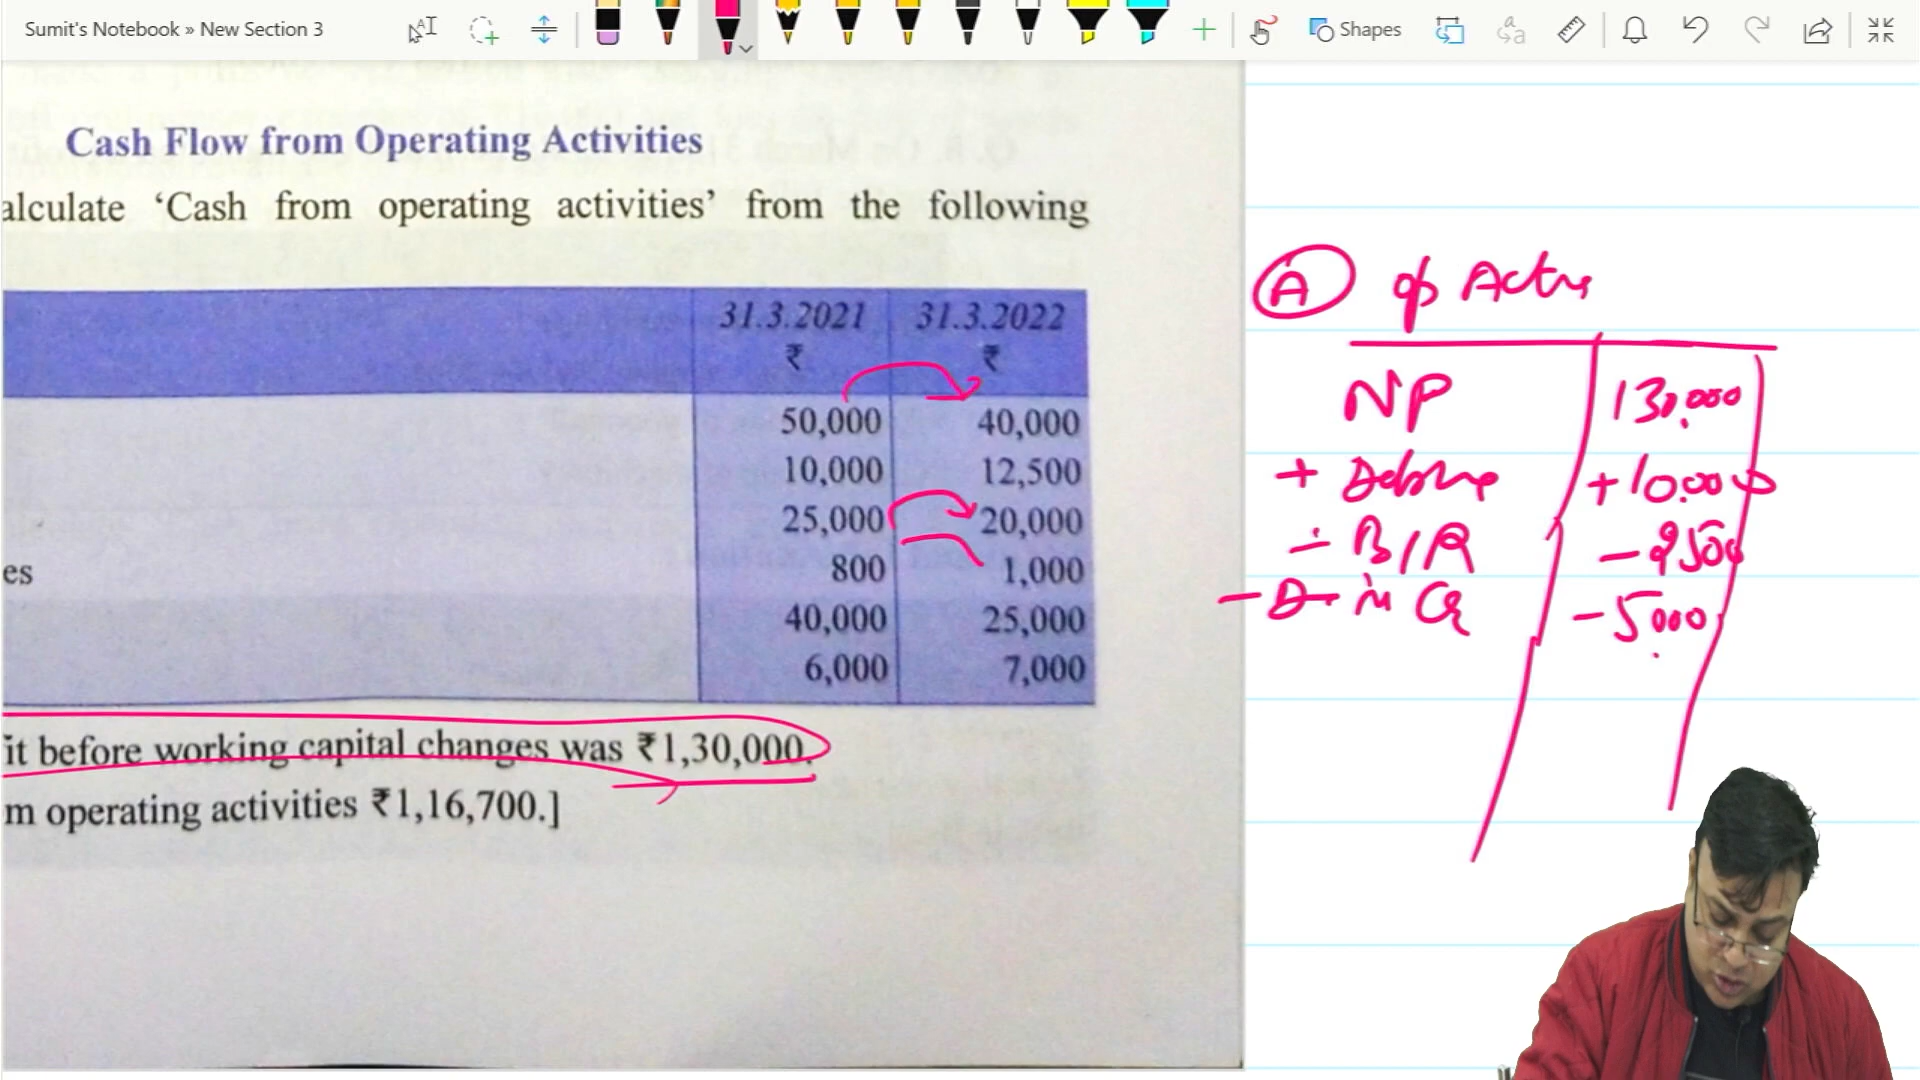 Sumit's Notebook » New Section 3
Shapes
Cash Flow from Operating Activities
alculate ‘Cash from operating activities’ from the following
31.3.2021 31.3.2022
₹ ₹
50,000 40,000
10,000 12,500
25,000 20,000
es 800 1,000
40,000 25,000
6,000 7,000
it before working capital changes was ₹1,30,000.
m operating activities ₹1,16,700.]
A
NP 130,000
+ +10,000
- B/R -2500
- D in Cr -5000